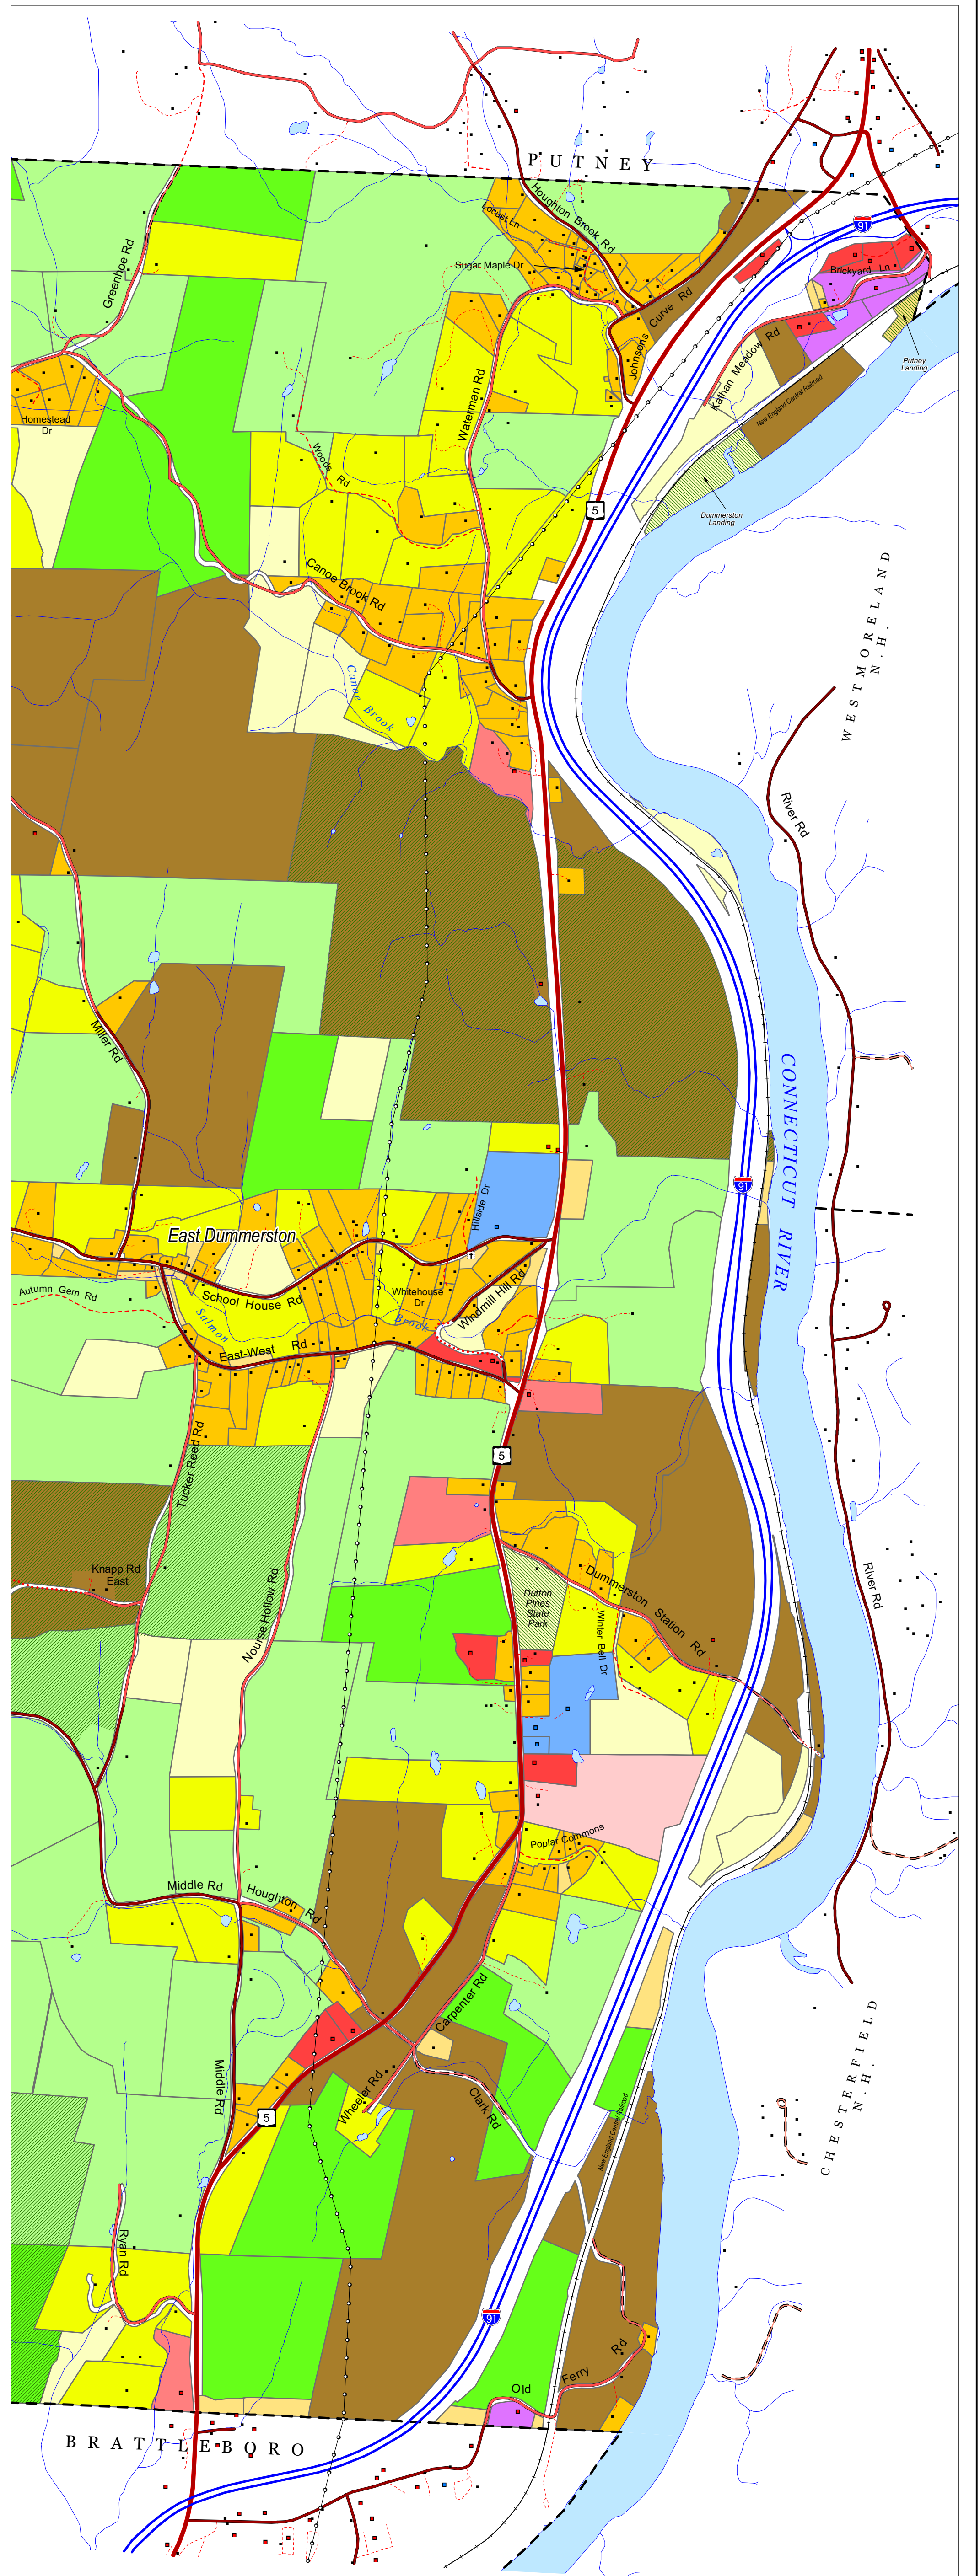 PUTNEY
Locust Ln
Houghton Brook Rd
91
Greenhoe Rd
Sugar Maple Dr
Brickyard Ln
Johnsons Curve Rd
Kathan Meadow Rd
Putney
Landing
New England Central Railroad
Waterman Rd
Homestead
Dr
Woods Rd
5
Dummerston
Landing
Canoe Brook Rd
WESTMORELAND
N.H.
Canoe Brook
River Rd
Miller Rd
CONNECTICUT RIVER
91
Hillside Dr
East Dummerston
Autumn Gem Rd
School House Rd
Whitehouse
Dr
Windmill Hill Rd
Salmon Brook
East-West Rd
Tucker Reed Rd
5
Knapp Rd
East
Nourse Hollow Rd
Dutton
Pines
State
Park
Dummerston Station Rd
Winter Bell Dr
River Rd
Poplar Commons
Middle Rd
Houghton Rd
Carpenter Rd
CHESTERFIELD
N.H.
Middle Rd
Wheeler Rd
Clark Rd
5
New England Central Railroad
Ryan Rd
91
Old Ferry Rd
BRATTLEBORO